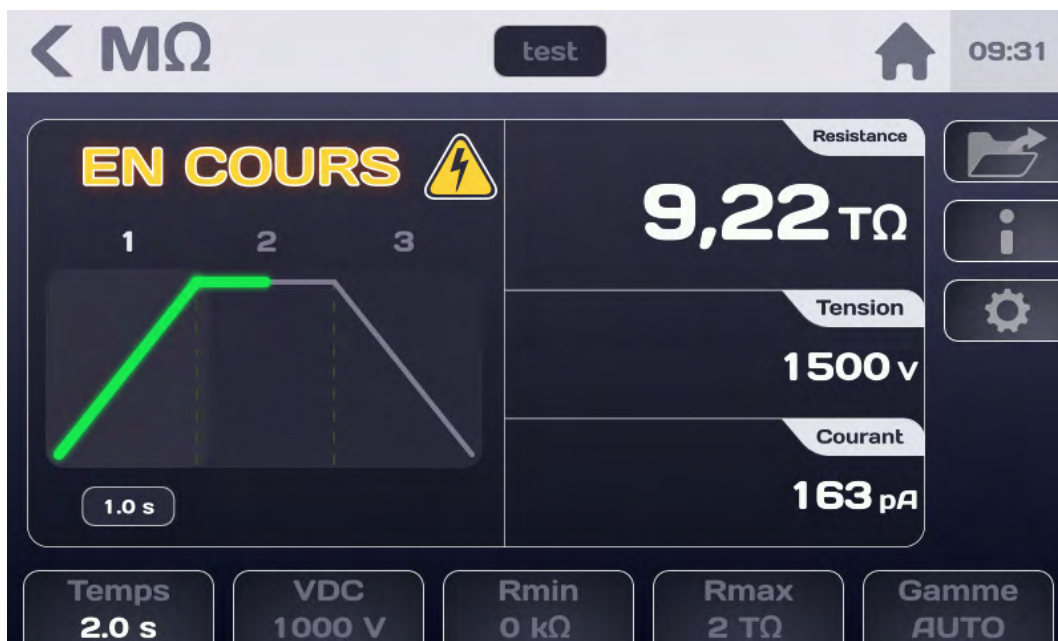 MΩ
test
09:31
EN COURS
1 2 3
1.0 s
Resistance
9,22 TΩ
Tension
1500 V
Courant
163 pA
Temps
2.0 s
VDC
1000 V
Rmin
0 kΩ
Rmax
2 TΩ
Gamme
AUTO